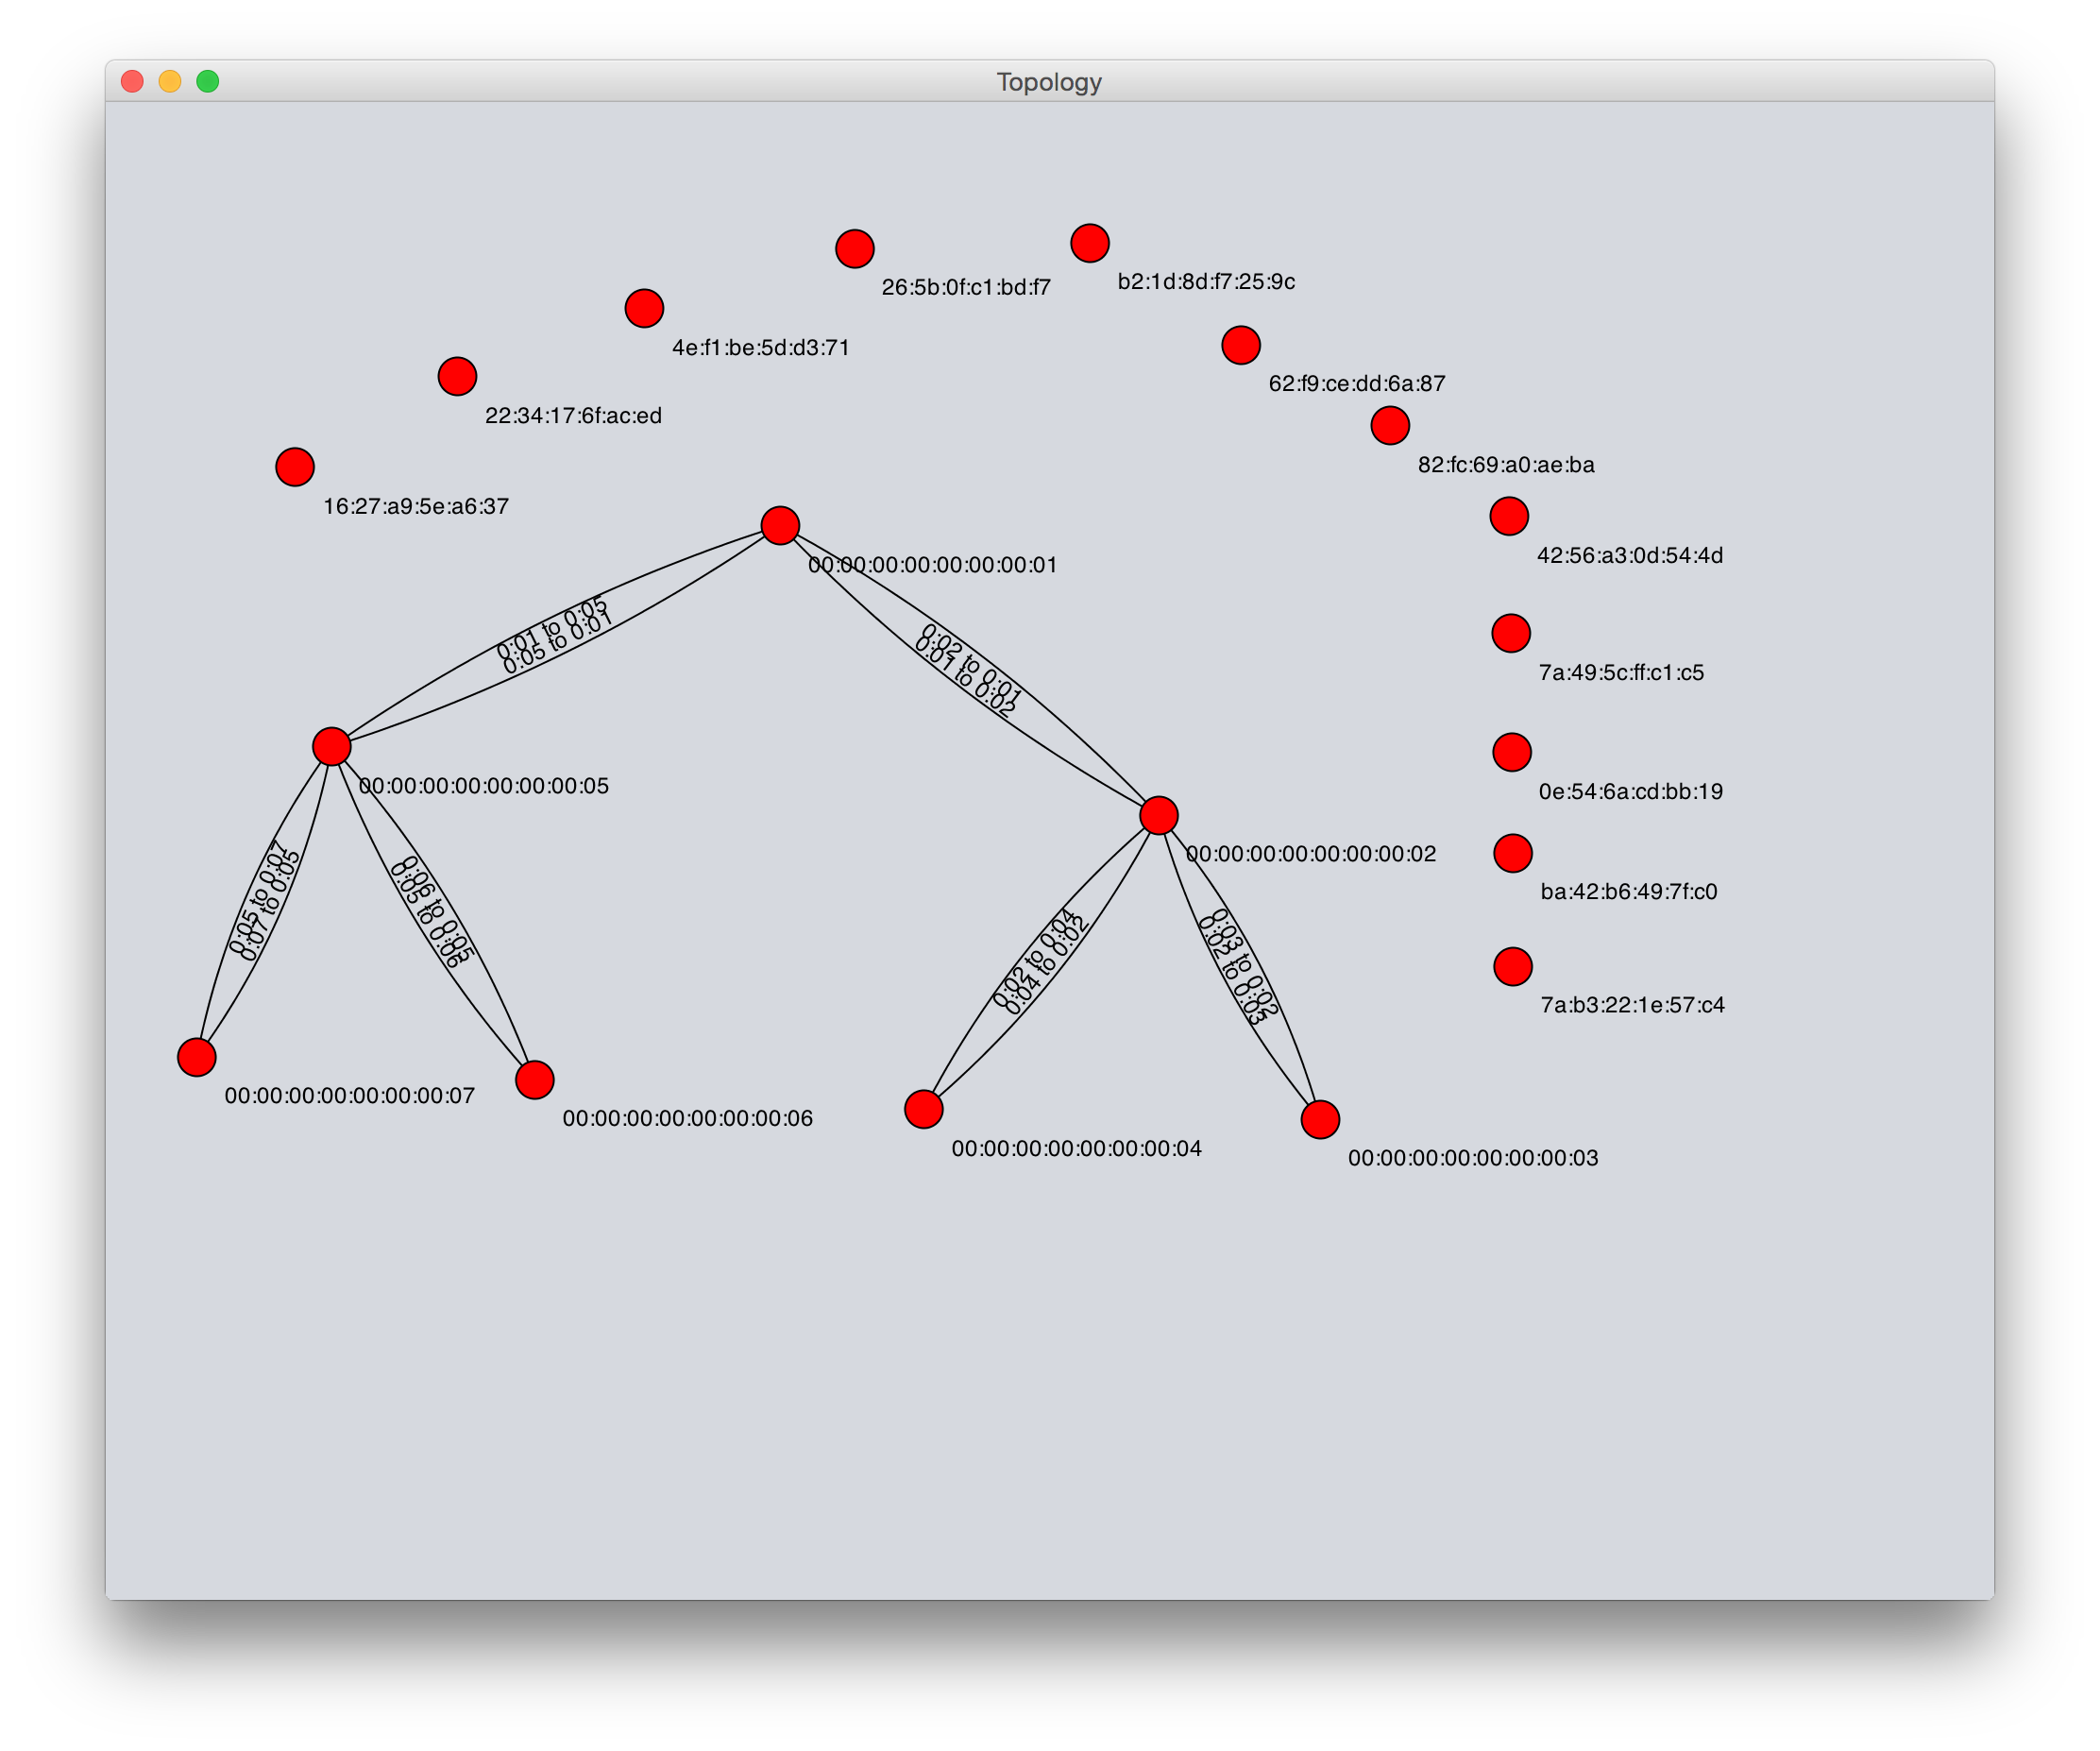 Topology
26:5b:0f:c1:bd:f7
b2:1d:8d:f7:25:9c
4e:f1:be:5d:d3:71
62:f9:ce:dd:6a:87
22:34:17:6f:ac:ed
82:fc:69:a0:ae:ba
16:27:a9:5e:a6:37
42:56:a3:0d:54:4d
00:00:00:00:00:00:00:01
0:01 to 0:05
0:05 to 0:01
0:02 to 0:01
0:01 to 0:02
7a:49:5c:ff:c1:c5
00:00:00:00:00:00:00:05
0e:54:6a:cd:bb:19
00:00:00:00:00:00:00:02
ba:42:b6:49:7f:c0
0:05 to 0:07
0:07 to 0:05
0:06 to 0:05
0:05 to 0:06
0:02 to 0:04
0:04 to 0:02
0:03 to 0:02
0:02 to 0:03
7a:b3:22:1e:57:c4
00:00:00:00:00:00:00:07
00:00:00:00:00:00:00:06
00:00:00:00:00:00:00:04
00:00:00:00:00:00:00:03